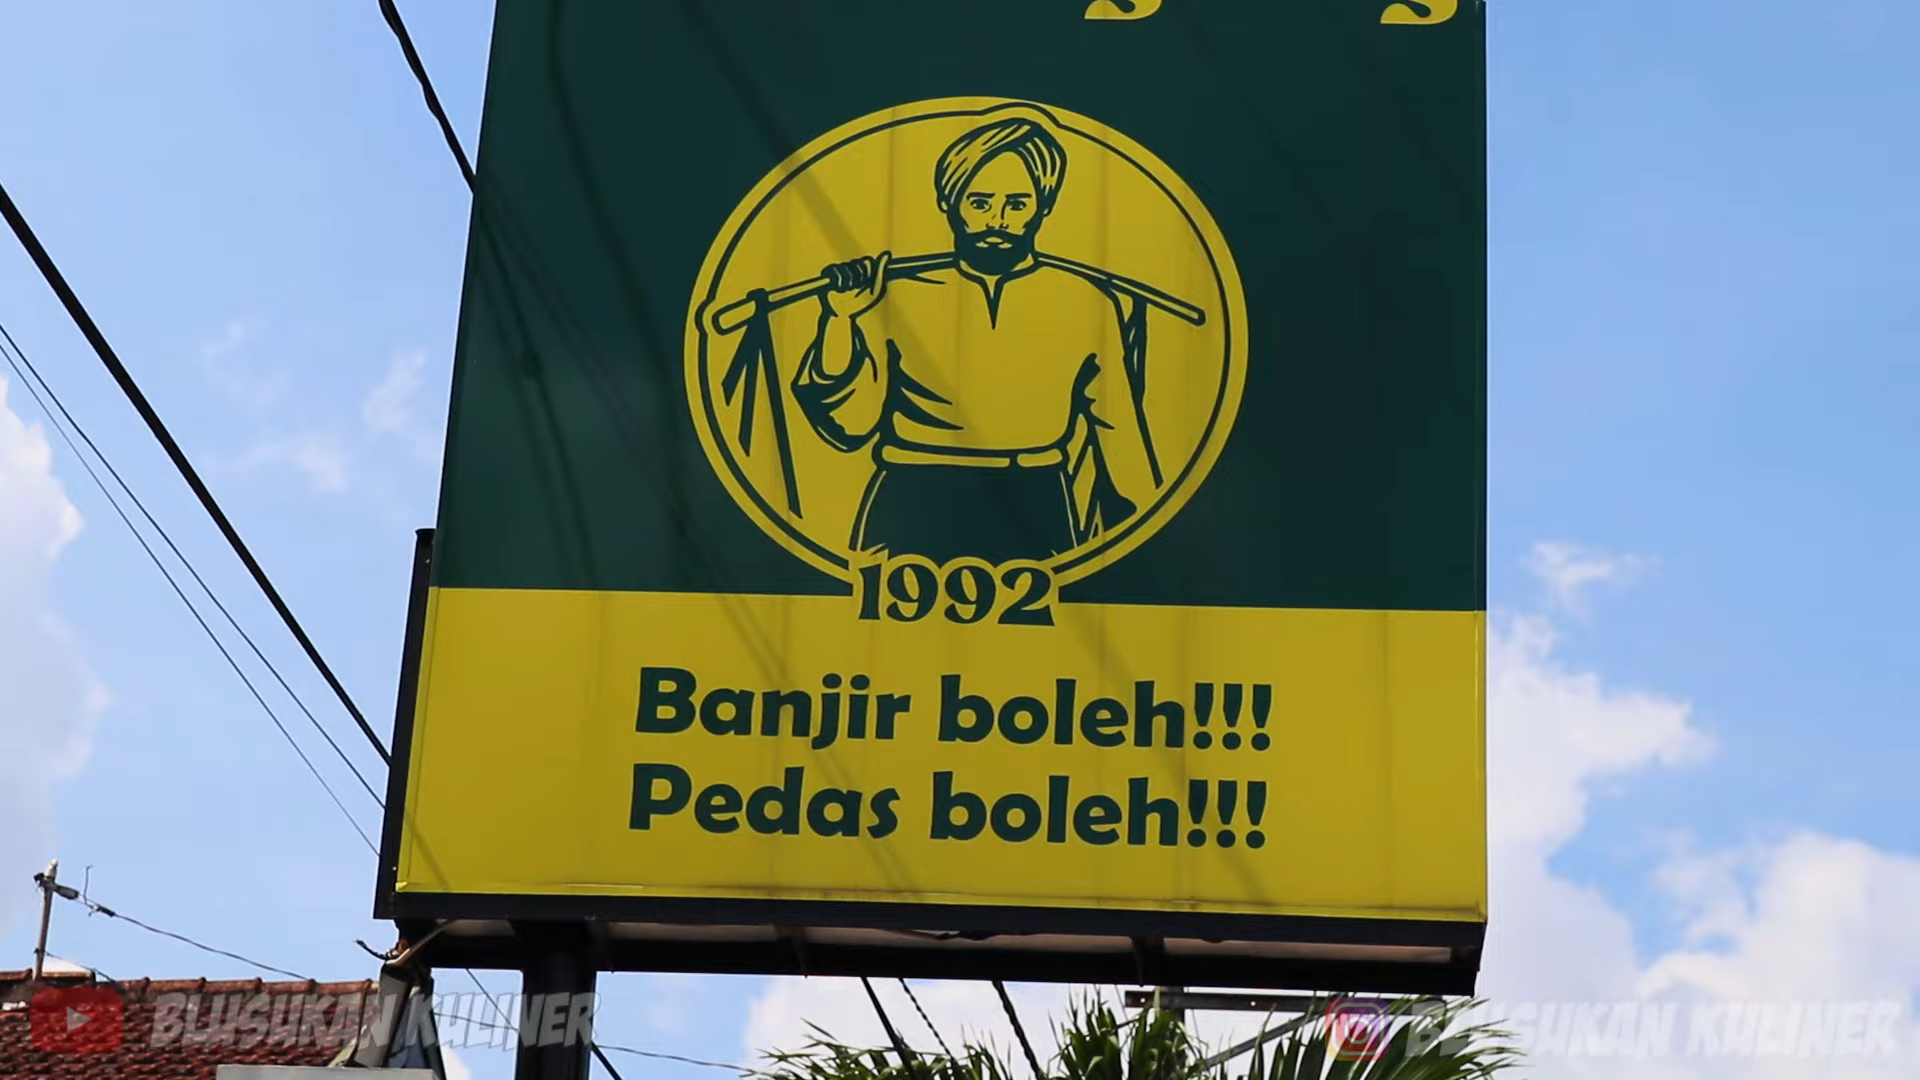 1992
Banjir boleh!!!
Pedas boleh!!!
BLUSUKAN KULINER
BLUSUKAN KULINER